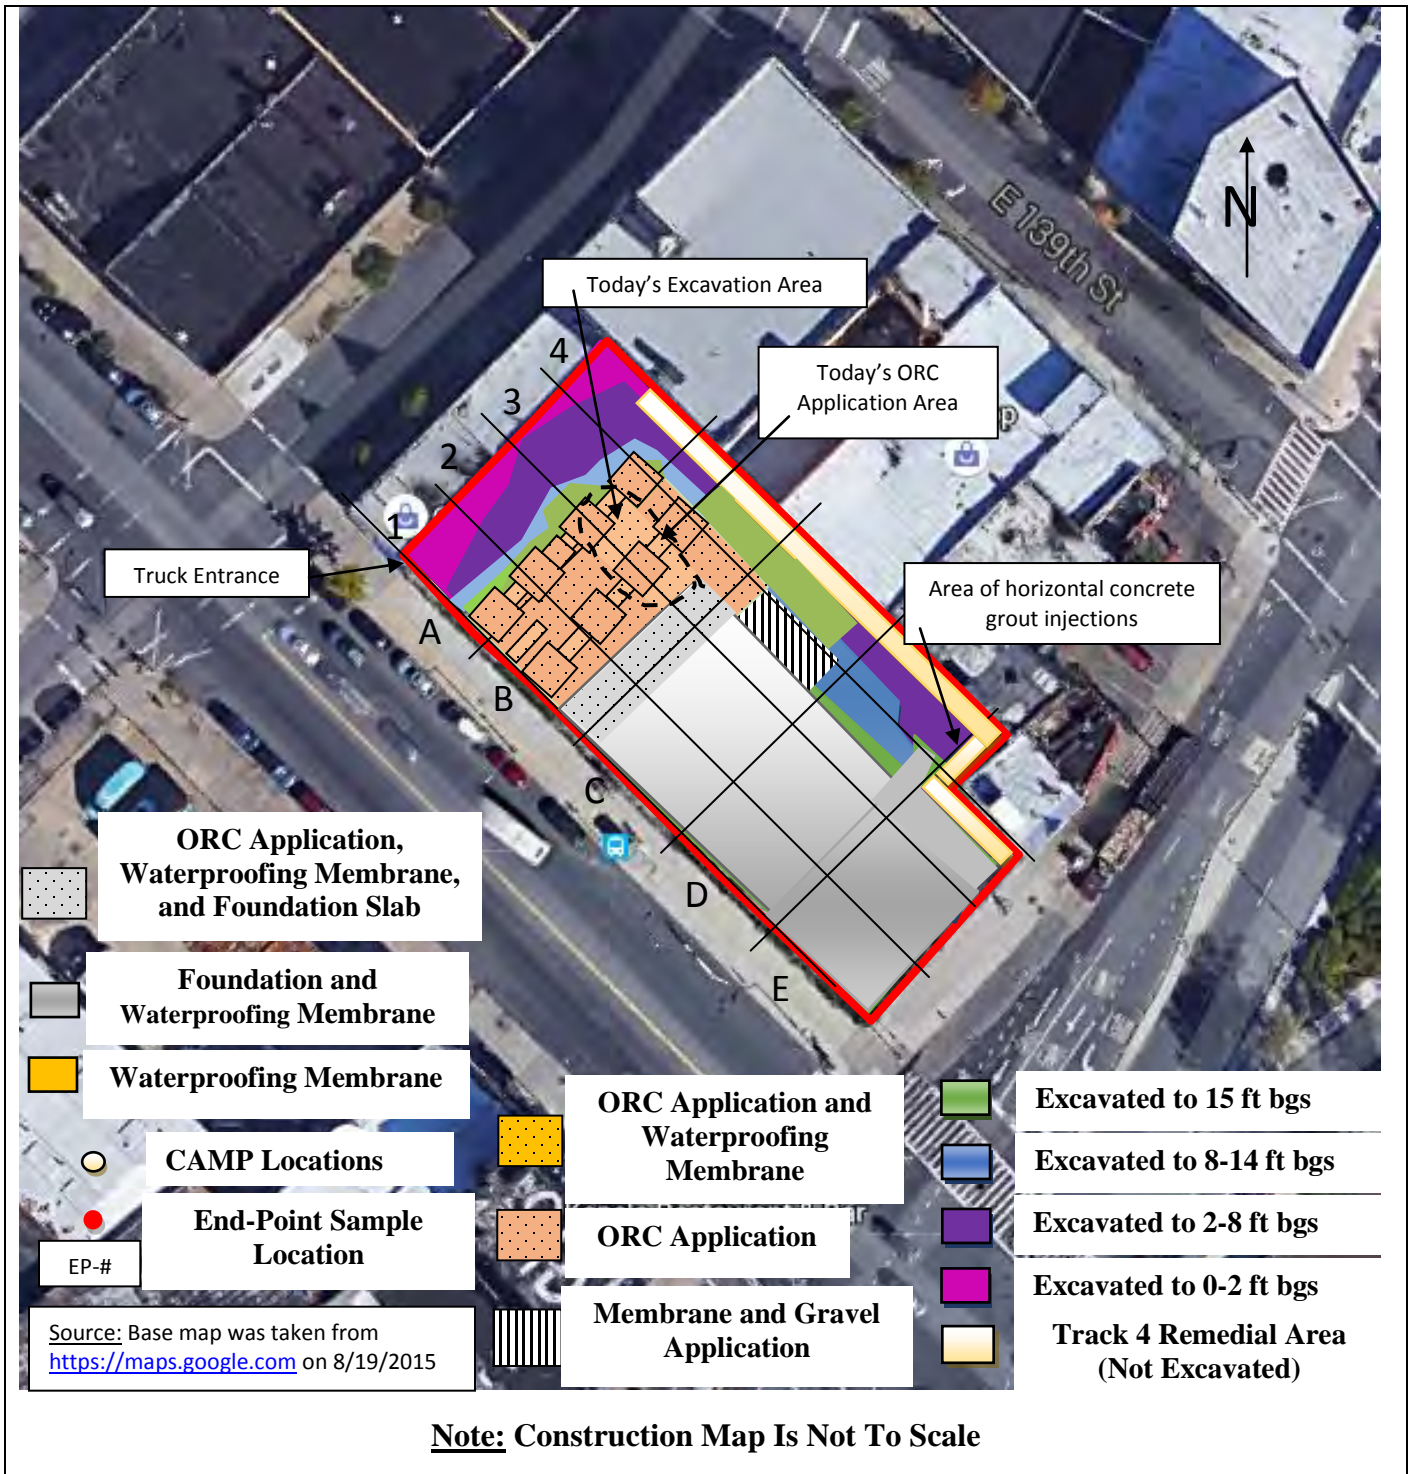 N
E 139th St
Today's Excavation Area
Today's ORC
Application Area
4
3
2
1
p
Truck Entrance
Area of horizontal concrete
grout injections
A
B
C
D
E
ORC Application,
Waterproofing Membrane,
and Foundation Slab
Foundation and
Waterproofing Membrane
Waterproofing Membrane
CAMP Locations
End-Point Sample
Location
EP-#
Source: Base map was taken from
https://maps.google.com on 8/19/2015
ORC Application and
Waterproofing
Membrane
ORC Application
Membrane and Gravel
Application
Excavated to 15 ft bgs
Excavated to 8-14 ft bgs
Excavated to 2-8 ft bgs
Excavated to 0-2 ft bgs
Track 4 Remedial Area
(Not Excavated)
Note: Construction Map Is Not To Scale